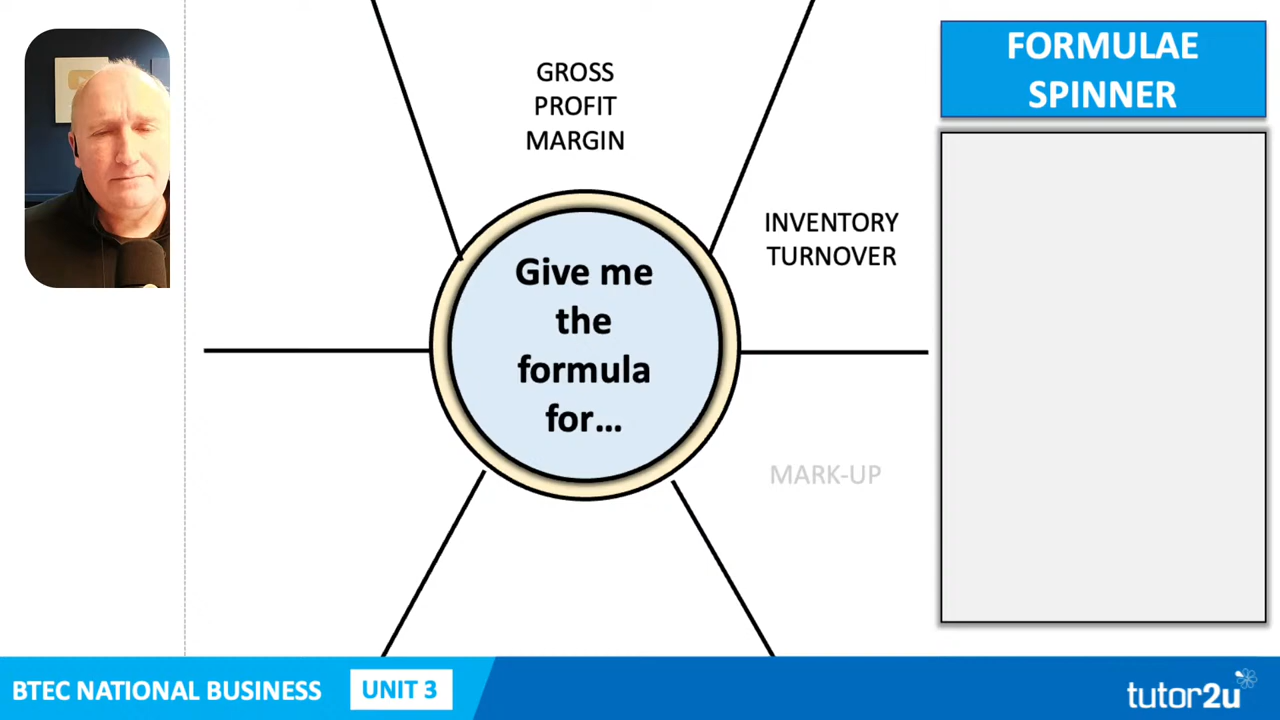 GROSS
PROFIT
MARGIN
INVENTORY
TURNOVER
MARK-UP
Give me
the
formula
for...
FORMULAE
SPINNER
BTEC NATIONAL BUSINESS
UNIT 3
tutor2u